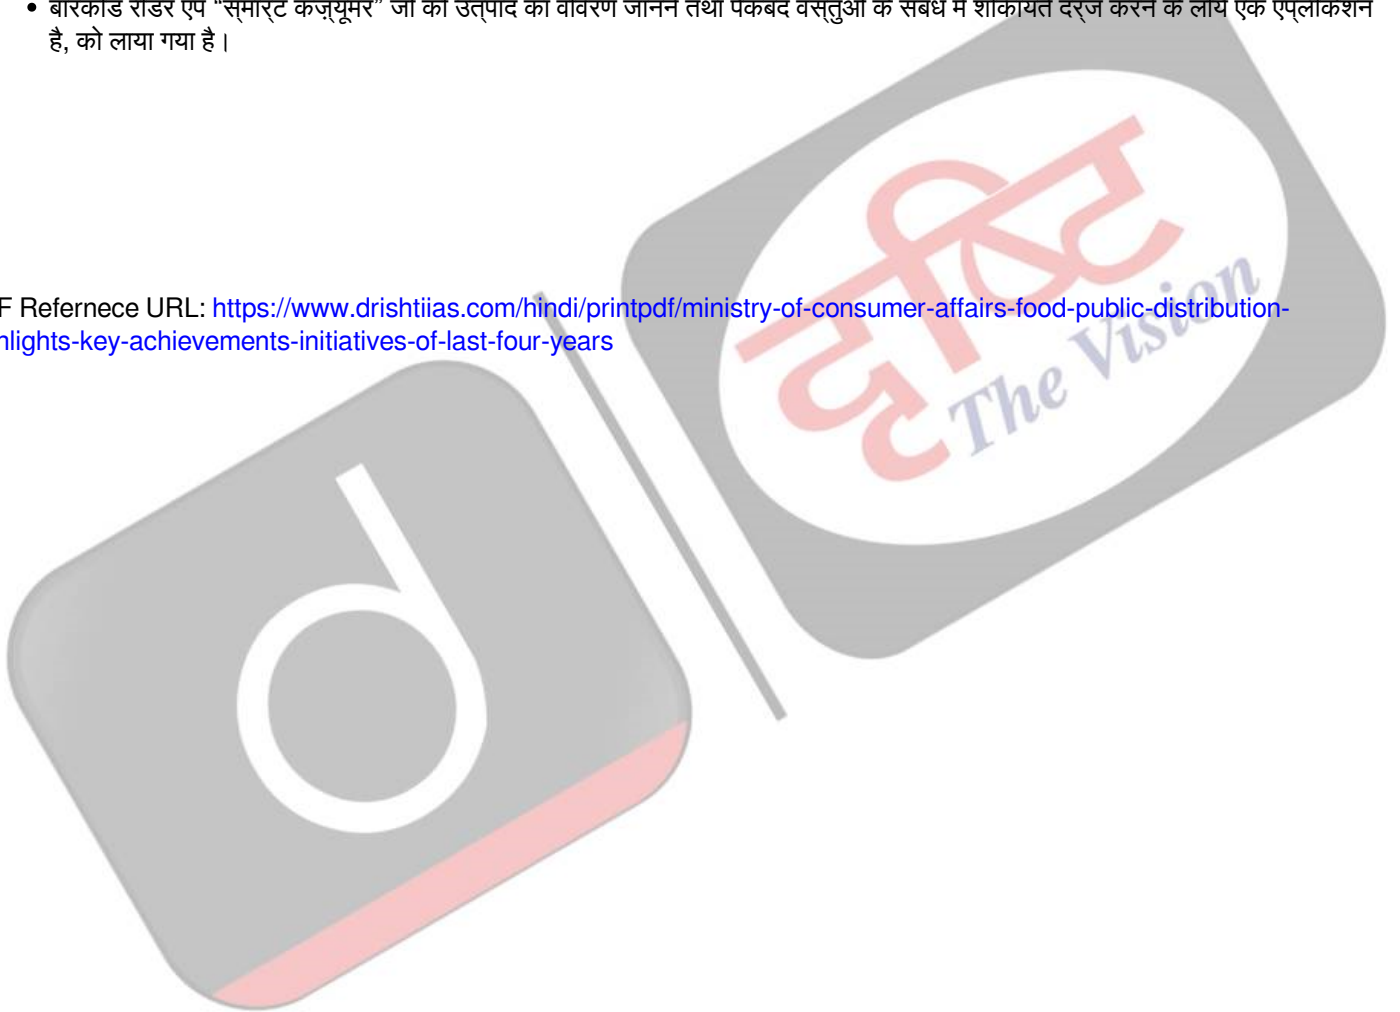 • बारकोड रीडर एप “स्मार्ट कंज़्यूमर” जो की उत्पाद का विवरण जानने तथा पैकबंद वस्तुओं के संबंध में शीकायत दर्ज करने के लीय एक एप्लीकेशन
है, को लाया गया है।
F Refernece URL: https://www.drishtiias.com/hindi/printpdf/ministry-of-consumer-affairs-food-public-distribution-
hlights-key-achievements-initiatives-of-last-four-years
दृष्टि
The Vision
d